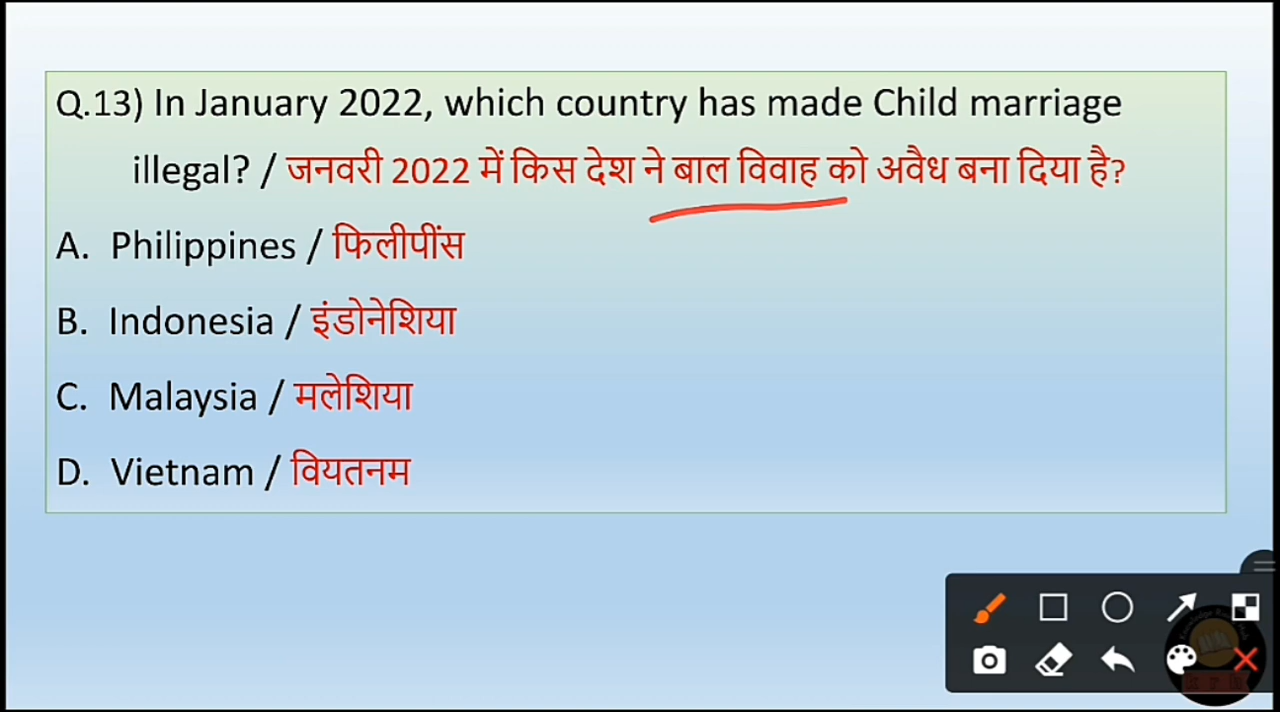 Q.13) In January 2022, which country has made Child marriage
illegal? / जनवरी 2022 में किस देश ने बाल विवाह को अवैध बना दिया है?
A. Philippines / फिलीपींस
B. Indonesia / इंडोनेशिया
C. Malaysia / मलेशिया
D. Vietnam / वियतनम